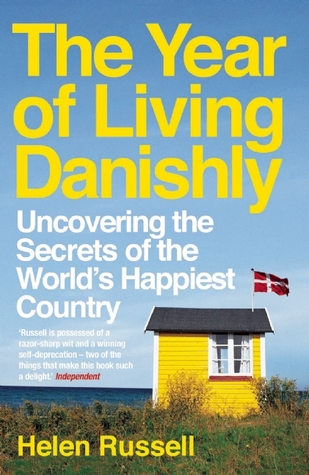 The Year
of Living
Danishly
Uncovering the
Secrets of the
World's Happiest
Country
'Russell is possessed of a
razor-sharp wit and a winning
self-deprecation – two of the
things that make this book such
a delight.' Independent
Helen Russell